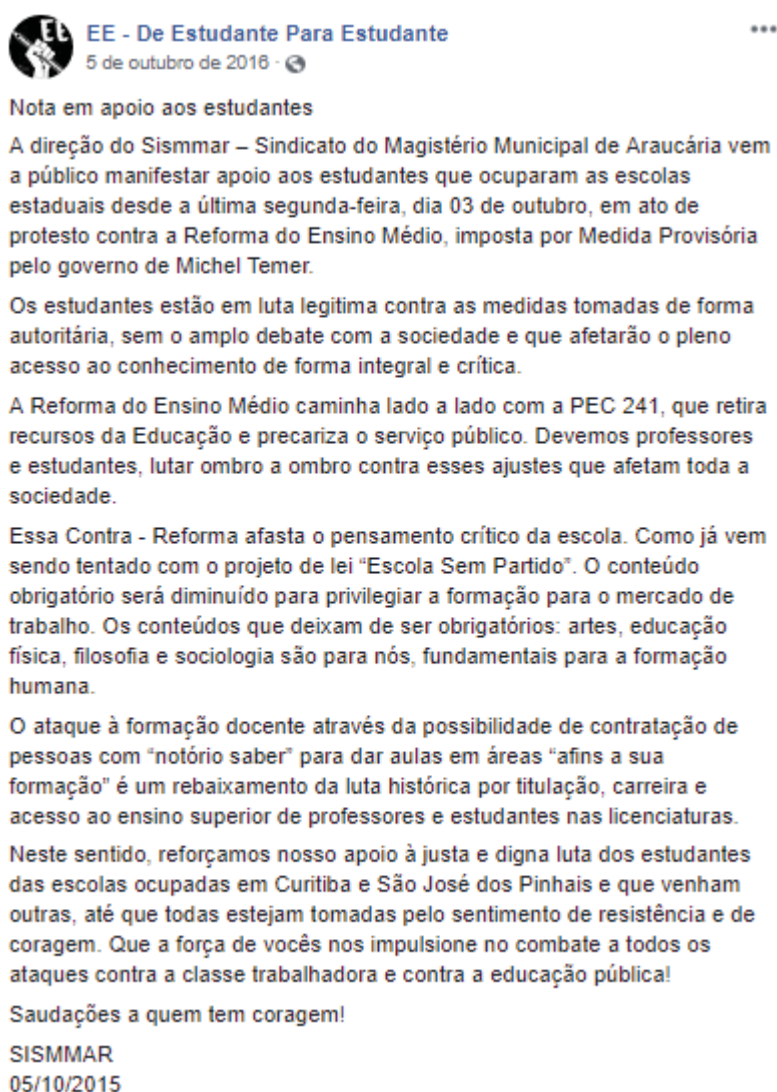 EE
EE - De Estudante Para Estudante
5 de outubro de 2016 ·
Nota em apoio aos estudantes
A direção do Sismmar – Sindicato do Magistério Municipal de Araucária vem
a público manifestar apoio aos estudantes que ocuparam as escolas
estaduais desde a última segunda-feira, dia 03 de outubro, em ato de
protesto contra a Reforma do Ensino Médio, imposta por Medida Provisória
pelo governo de Michel Temer.
Os estudantes estão em luta legitima contra as medidas tomadas de forma
autoritária, sem o amplo debate com a sociedade e que afetarão o pleno
acesso ao conhecimento de forma integral e crítica.
A Reforma do Ensino Médio caminha lado a lado com a PEC 241, que retira
recursos da Educação e precariza o serviço público. Devemos professores
e estudantes, lutar ombro a ombro contra esses ajustes que afetam toda a
sociedade.
Essa Contra - Reforma afasta o pensamento crítico da escola. Como já vem
sendo tentado com o projeto de lei “Escola Sem Partido”. O conteúdo
obrigatório será diminuído para privilegiar a formação para o mercado de
trabalho. Os conteúdos que deixam de ser obrigatórios: artes, educação
física, filosofia e sociologia são para nós, fundamentais para a formação
humana.
O ataque à formação docente através da possibilidade de contratação de
pessoas com “notório saber” para dar aulas em áreas “afins a sua
formação” é um rebaixamento da luta histórica por titulação, carreira e
acesso ao ensino superior de professores e estudantes nas licenciaturas.
Neste sentido, reforçamos nosso apoio à justa e digna luta dos estudantes
das escolas ocupadas em Curitiba e São José dos Pinhais e que venham
outras, até que todas estejam tomadas pelo sentimento de resistência e de
coragem. Que a força de vocês nos impulsione no combate a todos os
ataques contra a classe trabalhadora e contra a educação pública!
Saudações a quem tem coragem!
SISMMAR
05/10/2015